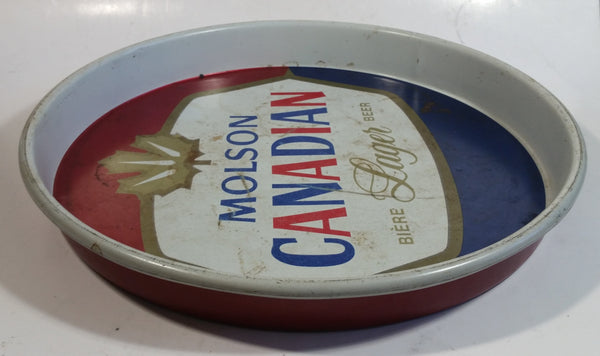 MOLSON
CANADIAN
BIÈRE Lager BEER